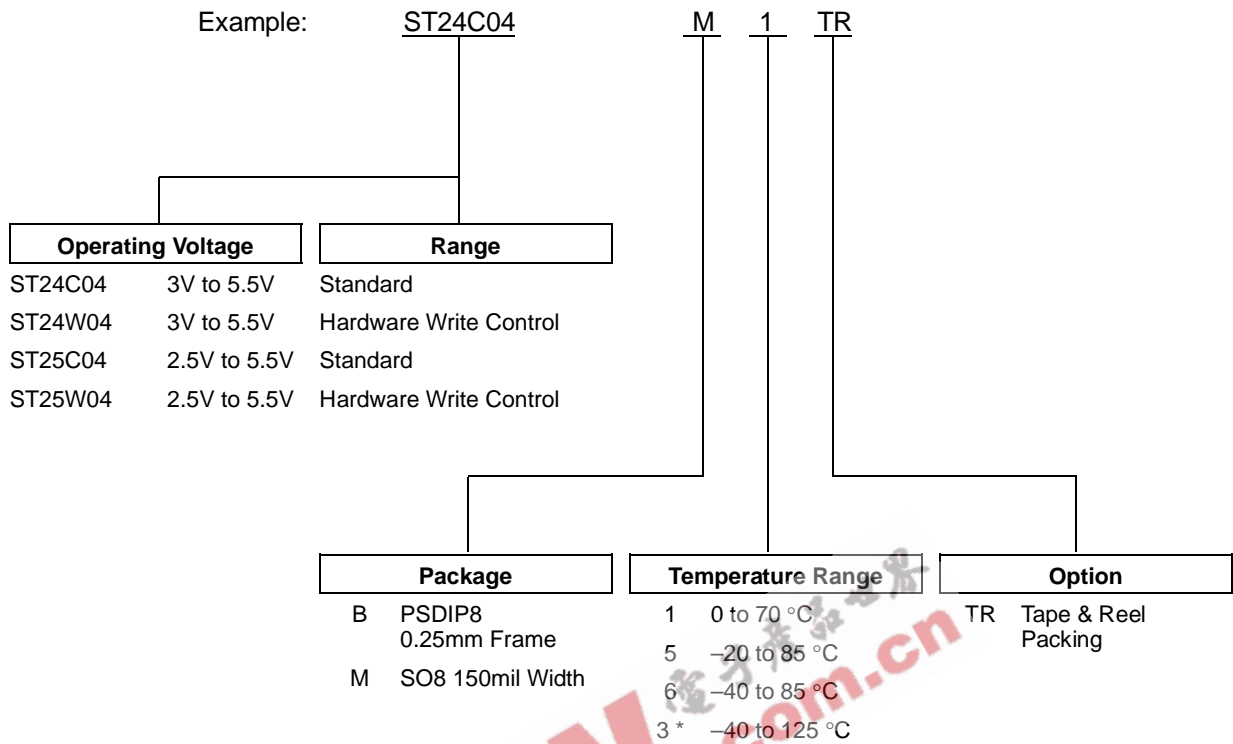 Example: ST24C04 M 1 TR
Operating Voltage Range
ST24C04 3V to 5.5V Standard
ST24W04 3V to 5.5V Hardware Write Control
ST25C04 2.5V to 5.5V Standard
ST25W04 2.5V to 5.5V Hardware Write Control
Package
B PSDIP8
0.25mm Frame
M SO8 150mil Width
Temperature Range
1 0 to 70 °C
5 –20 to 85 °C
6 –40 to 85 °C
3 * –40 to 125 °C
Option
TR Tape & Reel
Packing
.com.cn